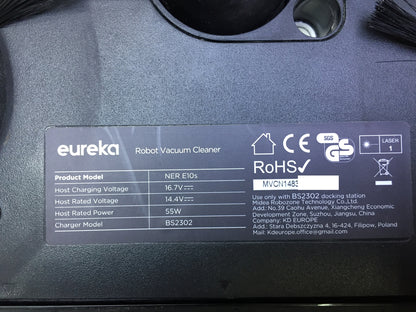 eureka Robot Vacuum Cleaner
Product Model NER E10s
Host Charging Voltage 16.7V
Host Rated Voltage 14.4V
Host Rated Power 55W
Charger Model BS2302
CE
SGS
GS
LASER
1
RoHS
MVCN1483
Use only with BS2302 docking station
Midea Robozone Technology Co.,Ltd.
Add: No.39 Caohu Avenue, Xiangcheng Economic
Development Zone, Suzhou, Jiangsu, China
Company: KD EUROPE
Add : Stara Debszczyzna 4, 16-424, Filipow, Poland
Mail: Kdeurope.office@gmail.com